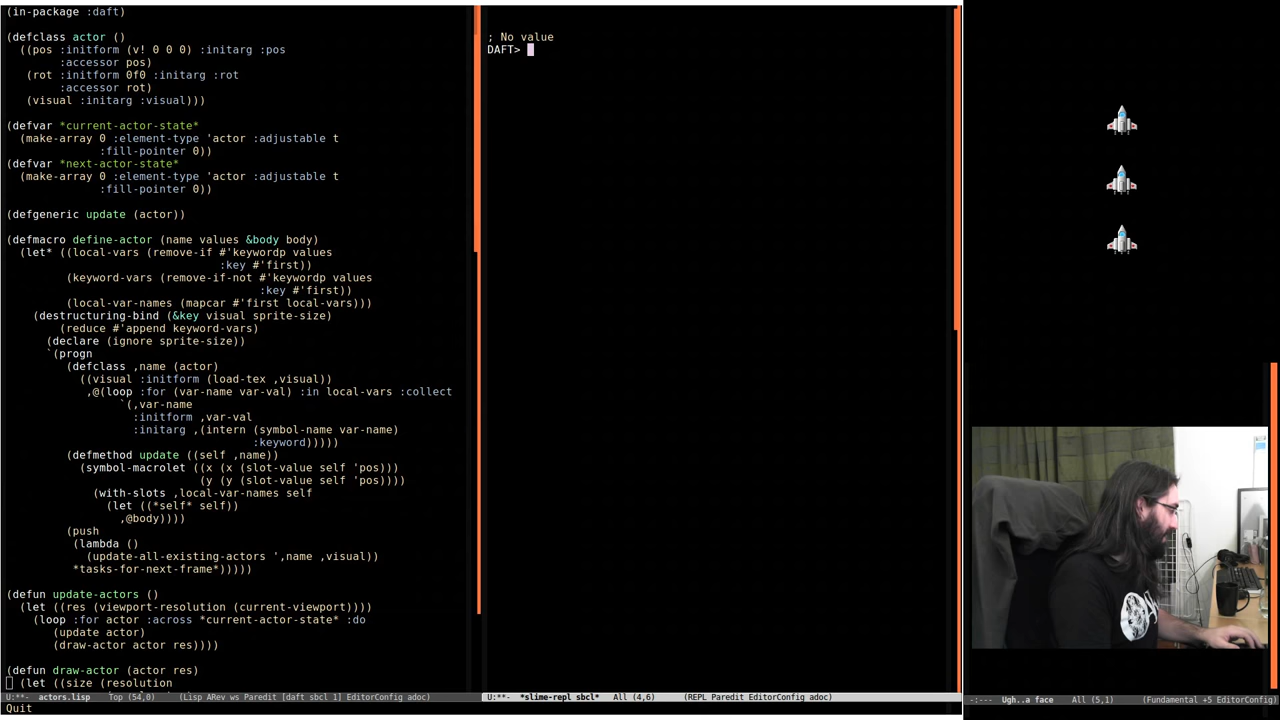 (in-package :daft)
(defclass actor ()
  ((pos :initform (v! 0 0 0) :initarg :pos
        :accessor pos)
   (rot :initform 0f0 :initarg :rot
        :accessor rot)
   (visual :initarg :visual)))
(defvar *current-actor-state*
  (make-array 0 :element-type 'actor :adjustable t
              :fill-pointer 0))
(defvar *next-actor-state*
  (make-array 0 :element-type 'actor :adjustable t
              :fill-pointer 0))
(defgeneric update (actor))
(defmacro define-actor (name values &body body)
  (let* ((local-vars (remove-if #'keywordp values
                                :key #'first))
         (keyword-vars (remove-if-not #'keywordp values
                                      :key #'first))
         (local-var-names (mapcar #'first local-vars)))
    (destructuring-bind (&key visual sprite-size)
        (reduce #'append keyword-vars)
      (declare (ignore sprite-size))
      `(progn
         (defclass ,name (actor)
           ((visual :initform (load-tex ,visual))
            ,@(loop :for (var-name var-val) :in local-vars :collect
                 `(,var-name
                   :initform ,var-val
                   :initarg ,(intern (symbol-name var-name)
                                     :keyword)))))
         (defmethod update ((self ,name))
           (symbol-macrolet ((x (x (slot-value self 'pos)))
                             (y (y (slot-value self 'pos))))
             (with-slots ,local-var-names self
               (let ((*self* self))
                 ,@body))))
         (push
          (lambda ()
            (update-all-existing-actors ',name ,visual))
          *tasks-for-next-frame*)))))
(defun update-actors ()
  (let ((res (viewport-resolution (current-viewport))))
    (loop :for actor :across *current-actor-state* :do
       (update actor)
       (draw-actor actor res))))
(defun draw-actor (actor res)
  (let ((size (resolution
U:**-  actors.lisp    Top (54,0)    (Lisp ARev ws Paredit [daft sbcl 1] EditorConfig adoc)
Quit
; No value
DAFT>
U:**-  *slime-repl sbcl*   All (4,6)    (REPL Paredit EditorConfig adoc)
-:---  Ugh..a face   All (5,1)    (Fundamental +5 EditorConfig)